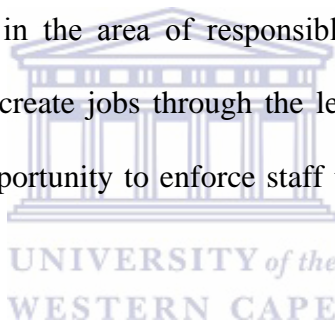 in the area of responsibl
create jobs through the le
portunity to enforce staff
UNIVERSITY of the
WESTERN CAPE